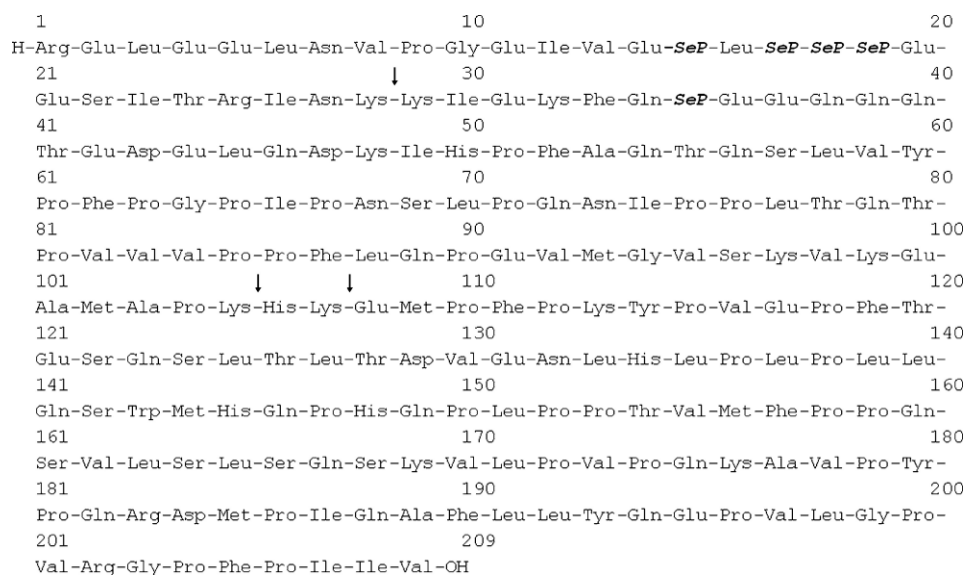 1 10 20
H-Arg-Glu-Leu-Glu-Glu-Leu-Asn-Val-Pro-Gly-Glu-Ile-Val-Glu-SeP-Leu-SeP-SeP-SeP-Glu-
21 ↓ 30 40
Glu-Ser-Ile-Thr-Arg-Ile-Asn-Lys-Lys-Ile-Glu-Lys-Phe-Gln-SeP-Glu-Glu-Gln-Gln-Gln-
41 50 60
Thr-Glu-Asp-Glu-Leu-Gln-Asp-Lys-Ile-His-Pro-Phe-Ala-Gln-Thr-Gln-Ser-Leu-Val-Tyr-
61 70 80
Pro-Phe-Pro-Gly-Pro-Ile-Pro-Asn-Ser-Leu-Pro-Gln-Asn-Ile-Pro-Pro-Leu-Thr-Gln-Thr-
81 90 100
Pro-Val-Val-Val-Pro-Pro-Phe-Leu-Gln-Pro-Glu-Val-Met-Gly-Val-Ser-Lys-Val-Lys-Glu-
101 ↓ ↓ 110 120
Ala-Met-Ala-Pro-Lys-His-Lys-Glu-Met-Pro-Phe-Pro-Lys-Tyr-Pro-Val-Glu-Pro-Phe-Thr-
121 130 140
Glu-Ser-Gln-Ser-Leu-Thr-Leu-Thr-Asp-Val-Glu-Asn-Leu-His-Leu-Pro-Leu-Pro-Leu-Leu-
141 150 160
Gln-Ser-Trp-Met-His-Gln-Pro-His-Gln-Pro-Leu-Pro-Pro-Thr-Val-Met-Phe-Pro-Pro-Gln-
161 170 180
Ser-Val-Leu-Ser-Leu-Ser-Gln-Ser-Lys-Val-Leu-Pro-Val-Pro-Gln-Lys-Ala-Val-Pro-Tyr-
181 190 200
Pro-Gln-Arg-Asp-Met-Pro-Ile-Gln-Ala-Phe-Leu-Leu-Tyr-Gln-Glu-Pro-Val-Leu-Gly-Pro-
201 209
Val-Arg-Gly-Pro-Phe-Pro-Ile-Ile-Val-OH